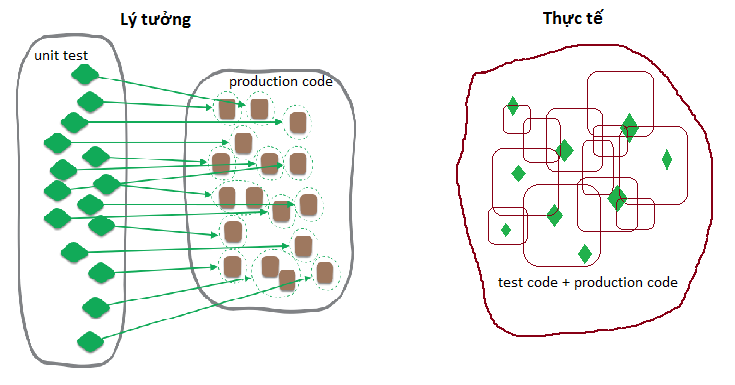 Lý tưởng
Thực tế
unit test
production code
test code + production code